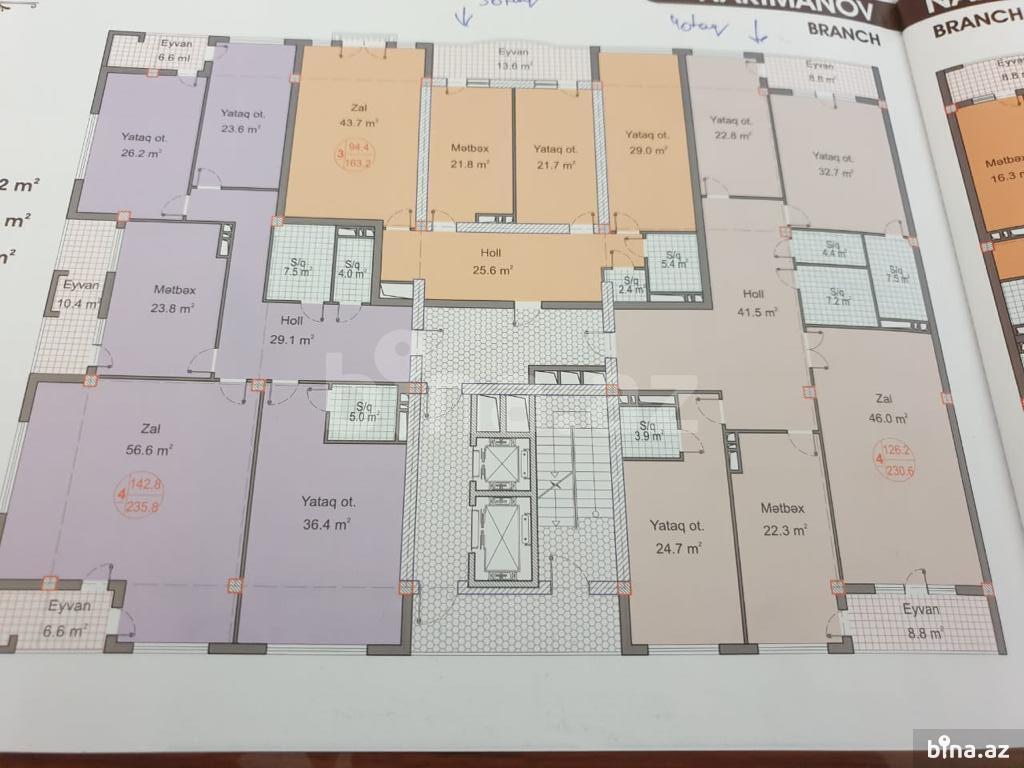 NƏRİMANOV
BRANCH
NA
BRANCH
4otaq
2 m²
m²
m²
Eyvan
6.6 ml
Yataq ot.
26.2 m²
Yataq ot.
23.6 m²
Zal
43.7 m²
3 94.4
163.2
Eyvan
13.6 m²
Mətbəx
21.8 m²
Yataq ot.
21.7 m²
Yataq ot.
29.0 m²
Yataq ot.
22.8 m²
Eyvan
8.8 m²
Yataq ot.
32.7 m²
Eyvan
10.4 m²
Mətbəx
23.8 m²
S/q
7.5 m²
S/q
4.0 m²
Holl
25.6 m²
S/q
2.4 m²
S/q
5.4 m²
S/q
4.4 m²
S/q
7.2 m²
S/q
7.5 m²
Holl
29.1 m²
Holl
41.5 m²
Zal
56.6 m²
4 142.8
235.8
S/q
5.0 m²
Yataq ot.
36.4 m²
S/q
3.9 m²
Yataq ot.
24.7 m²
Mətbəx
22.3 m²
Zal
46.0 m²
4 126.2
230.6
Eyvan
6.6 m²
Eyvan
8.8 m²
Mətbəx
16.3 m²
bina.az